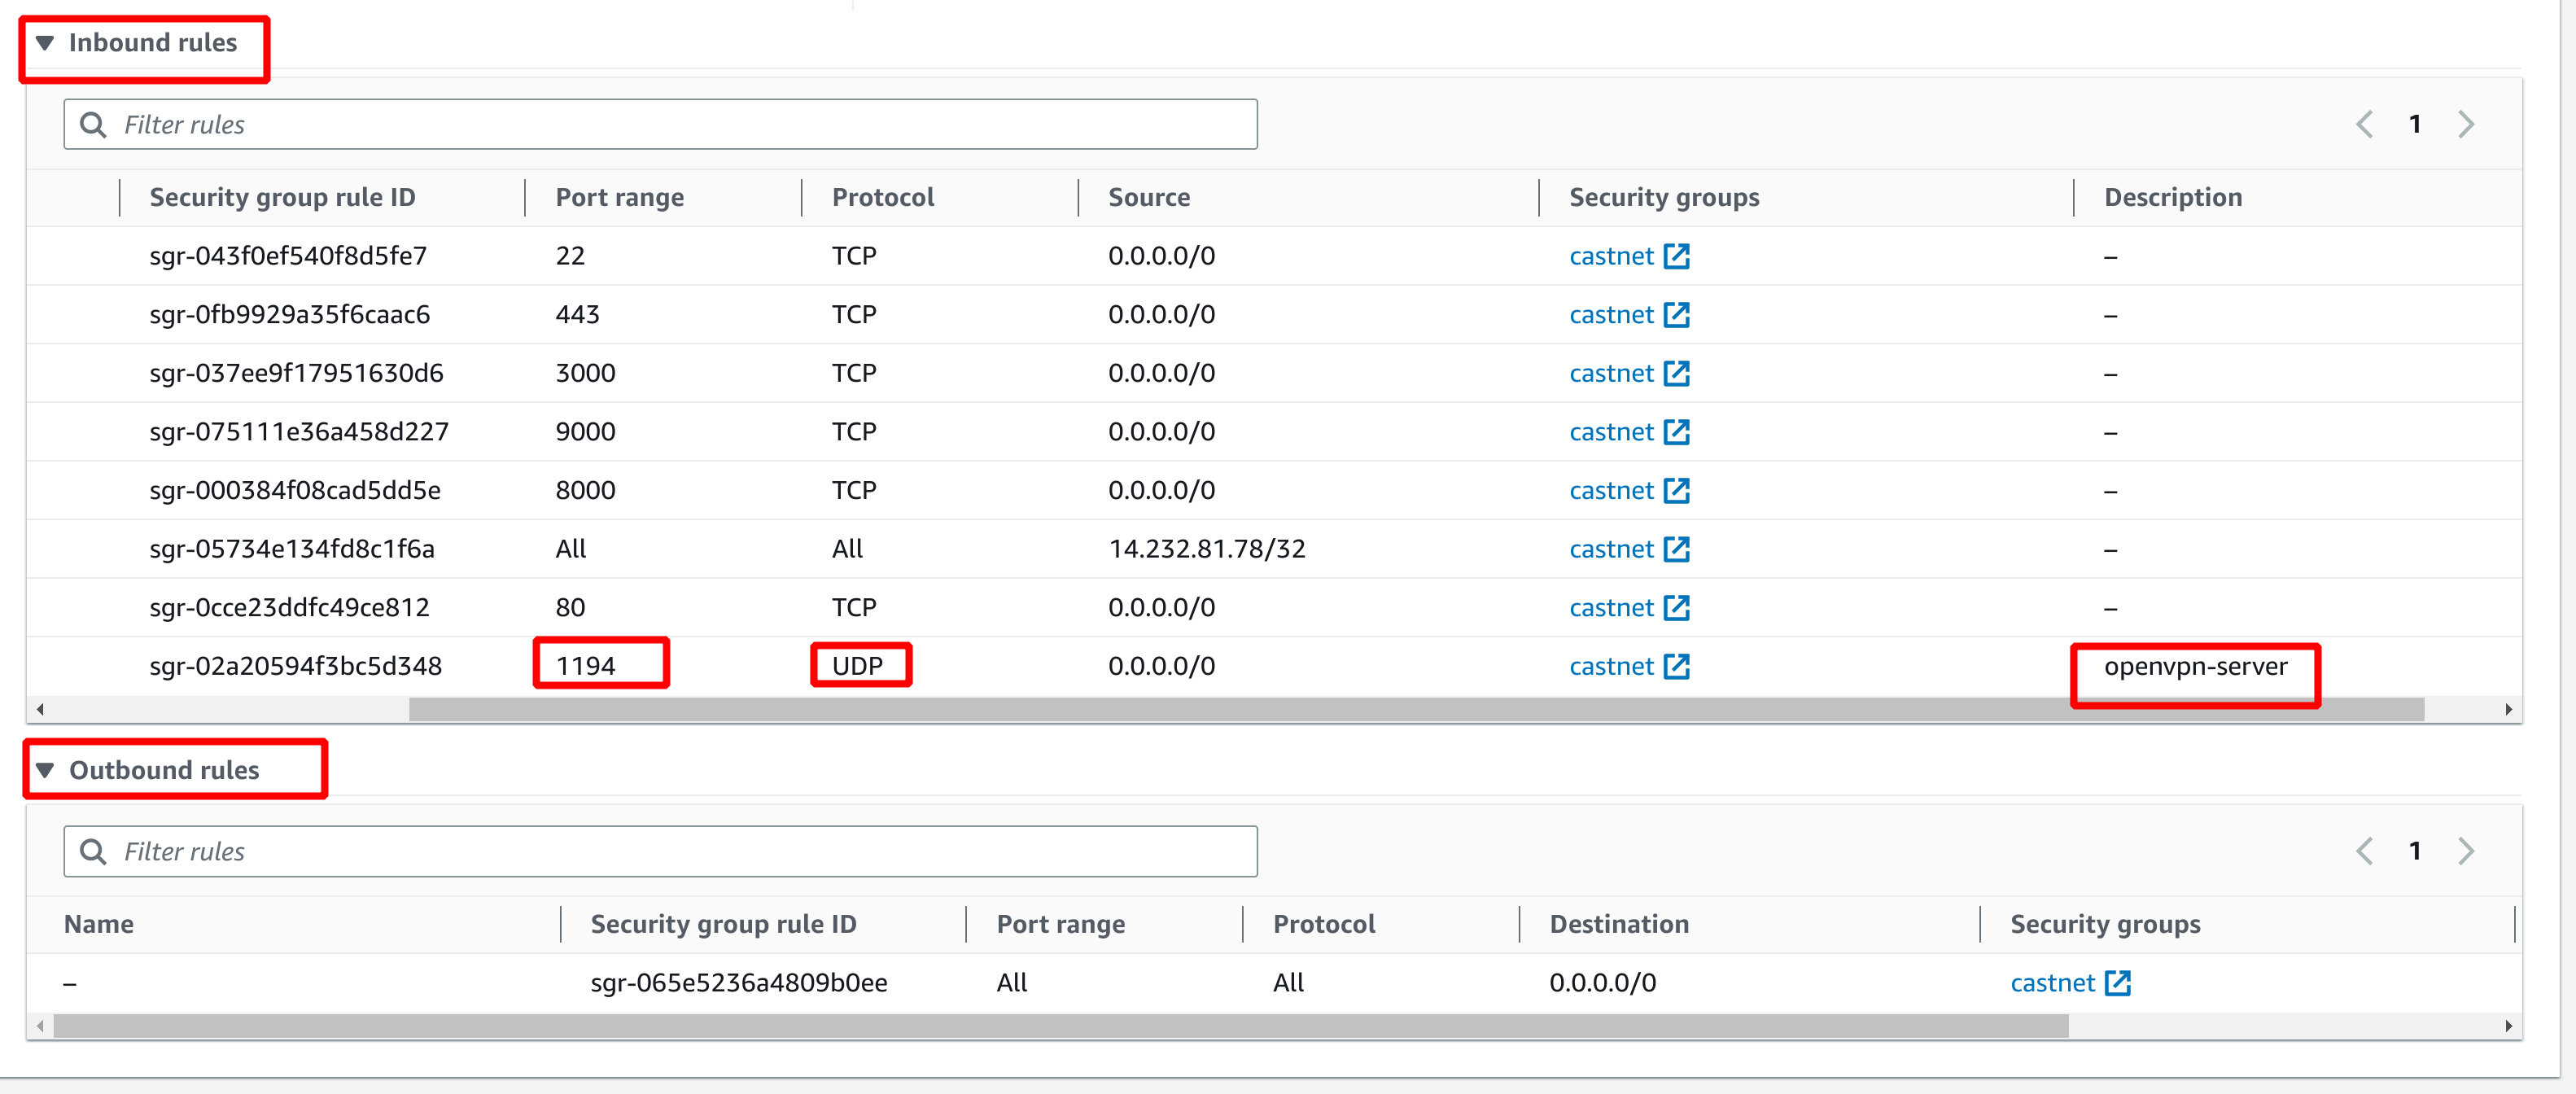 Inbound rules
Filter rules
1
Security group rule ID Port range Protocol Source Security groups Description
sgr-043f0ef540f8d5fe7 22 TCP 0.0.0.0/0 castnet –
sgr-0fb9929a35f6caac6 443 TCP 0.0.0.0/0 castnet –
sgr-037ee9f17951630d6 3000 TCP 0.0.0.0/0 castnet –
sgr-075111e36a458d227 9000 TCP 0.0.0.0/0 castnet –
sgr-000384f08cad5dd5e 8000 TCP 0.0.0.0/0 castnet –
sgr-05734e134fd8c1f6a All All 14.232.81.78/32 castnet –
sgr-0cce23ddfc49ce812 80 TCP 0.0.0.0/0 castnet –
sgr-02a20594f3bc5d348 1194 UDP 0.0.0.0/0 castnet openvpn-server
Outbound rules
Filter rules
1
Name Security group rule ID Port range Protocol Destination Security groups
– sgr-065e5236a4809b0ee All All 0.0.0.0/0 castnet